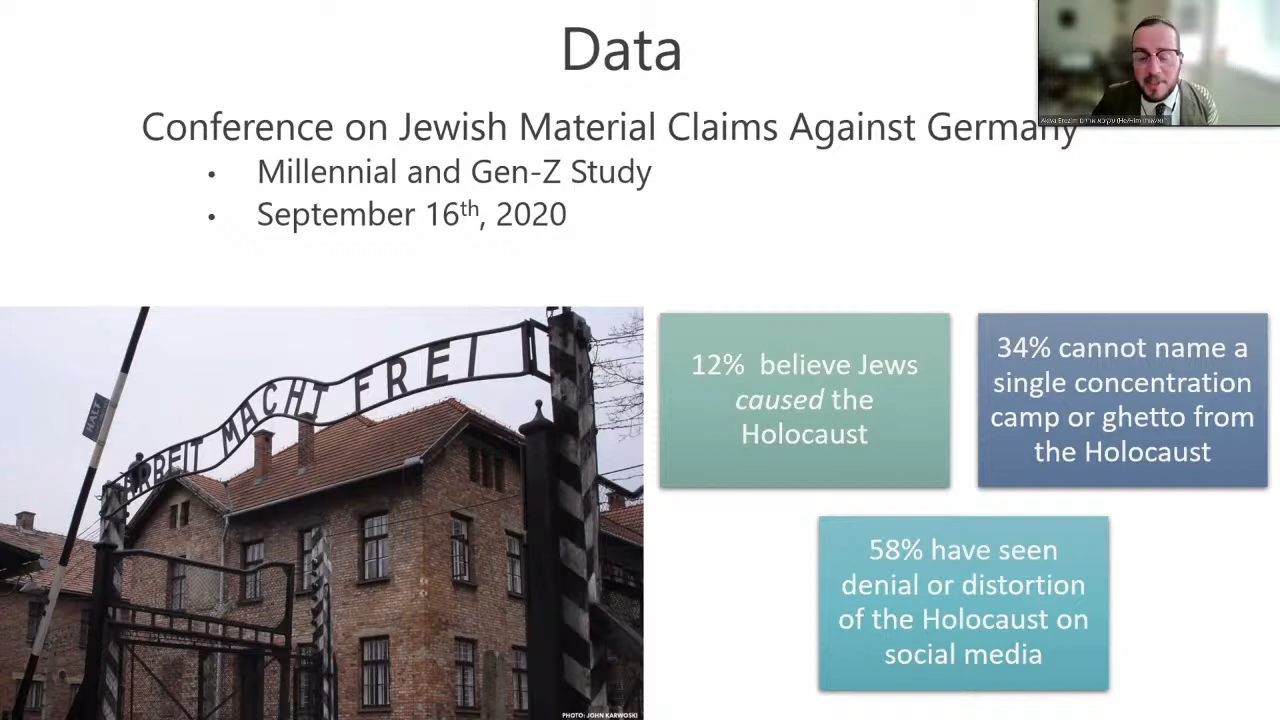 Data
Conference on Jewish Material Claims Against Germany
• Millennial and Gen-Z Study
• September 16th, 2020
ARBEIT MACHT FREI
HALT
12% believe Jews
caused the
Holocaust
34% cannot name a
single concentration
camp or ghetto from
the Holocaust
58% have seen
denial or distortion
of the Holocaust on
social media
PHOTO: JOHN KARWOSKI